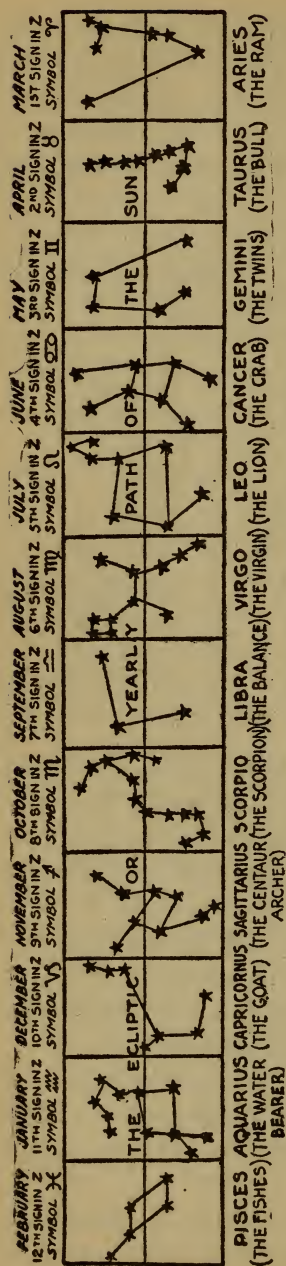 FEBRUARY JANUARY DECEMBER NOVEMBER OCTOBER SEPTEMBER AUGUST JULY JUNE MAY APRIL MARCH
12TH SIGN IN Z 11TH SIGN IN Z 10TH SIGN IN Z 9TH SIGN IN Z 8TH SIGN IN Z 7TH SIGN IN Z 6TH SIGN IN Z 5TH SIGN IN Z 4TH SIGN IN Z 3RD SIGN IN Z 2ND SIGN IN Z 1ST SIGN IN Z
SYMBOL ♓ SYMBOL ♒ SYMBOL ♑ SYMBOL ♐ SYMBOL ♏ SYMBOL ♎ SYMBOL ♍ SYMBOL ♌ SYMBOL ♋ SYMBOL ♊ SYMBOL ♉ SYMBOL ♈
THE ECLIPTIC OR YEARLY PATH OF THE SUN
PISCES AQUARIUS CAPRICORNUS SAGITTARIUS SCORPIO LIBRA VIRGO LEO CANCER GEMINI TAURUS ARIES
(THE FISHES) (THE WATER (THE GOAT) (THE CENTAUR (THE SCORPION) (THE BALANCE) (THE VIRGIN) (THE LION) (THE CRAB) (THE TWINS) (THE BULL) (THE RAM)
BEARER) ARCHER)